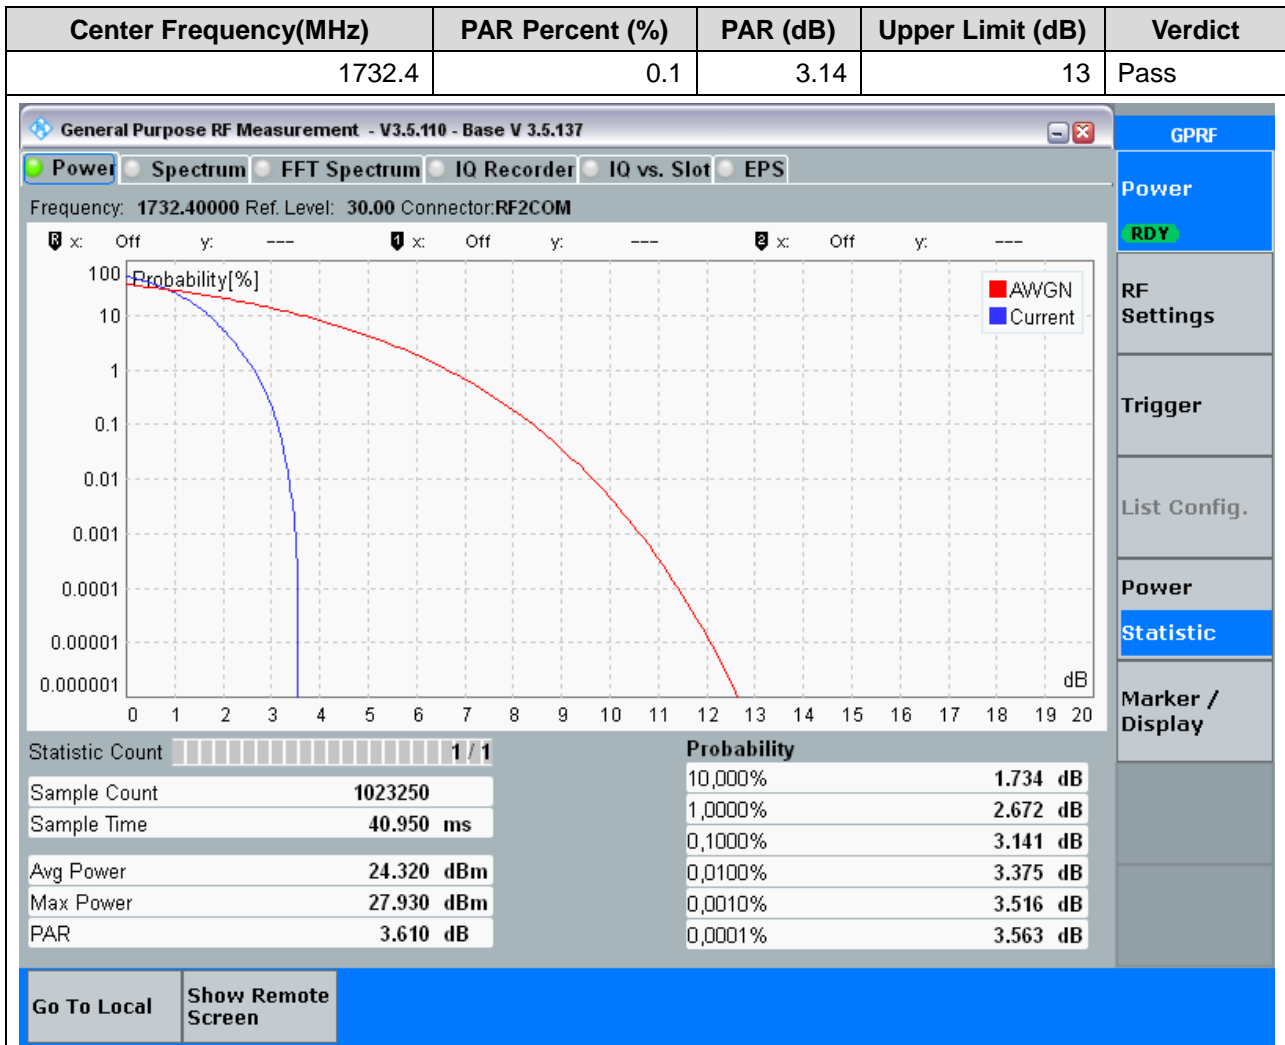 Center Frequency(MHz) PAR Percent (%) PAR (dB) Upper Limit (dB) Verdict
1732.4 0.1 3.14 13 Pass
General Purpose RF Measurement - V3.5.110 - Base V 3.5.137
GPRF
Power Spectrum FFT Spectrum IQ Recorder IQ vs. Slot EPS
Power
RDY
Frequency: 1732.40000 Ref. Level: 30.00 Connector:RF2COM
R x: Off y: --- 1 x: Off y: --- 2 x: Off y: ---
Probability[%]
AWGN
Current
100
10
1
0.1
0.01
0.001
0.0001
0.00001
0.000001
dB
0 1 2 3 4 5 6 7 8 9 10 11 12 13 14 15 16 17 18 19 20
RF
Settings
Trigger
List Config.
Power
Statistic
Marker /
Display
Statistic Count 1 / 1
Sample Count 1023250
Sample Time 40.950 ms
Avg Power 24.320 dBm
Max Power 27.930 dBm
PAR 3.610 dB
Probability
10,000% 1.734 dB
1,0000% 2.672 dB
0,1000% 3.141 dB
0,0100% 3.375 dB
0,0010% 3.516 dB
0,0001% 3.563 dB
Go To Local
Show Remote
Screen